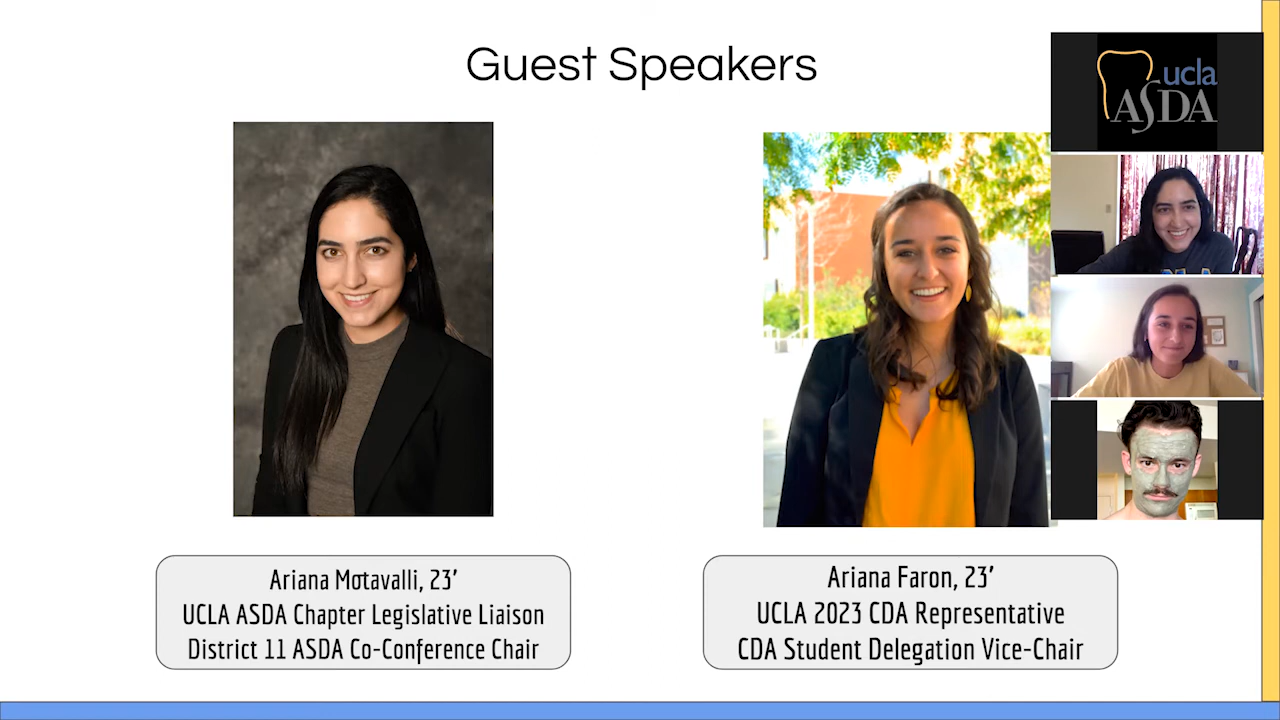 Guest Speakers
ucla
ASDA
Ariana Motavalli, 23'
UCLA ASDA Chapter Legislative Liaison
District 11 ASDA Co-Conference Chair
Ariana Faron, 23'
UCLA 2023 CDA Representative
CDA Student Delegation Vice-Chair